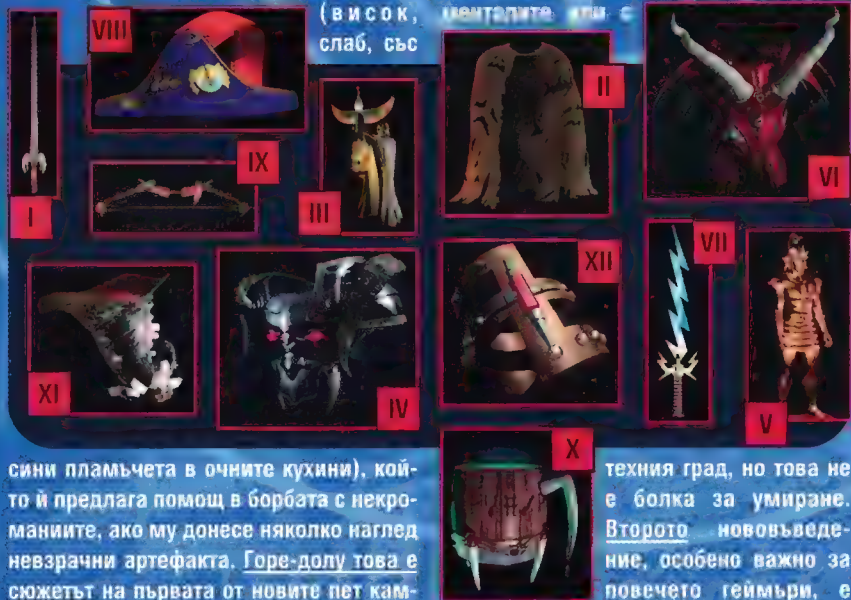 (висок,
слаб, със
VIII
II
VI
IX
III
I
VII
XII
XI
IV
V
X
сини пламъчета в очните кухини), кой-
то й предлага помощ в борбата с некро-
маниите, ако му донесе няколко наглед
невзрачни артефакта. Горе-долу това е
сюжетът на първата от новите пет кам-
техния град, но това не
е болка за умиране.
Второто нововъведе-
ние, особено важно за
повечето геймъри, е